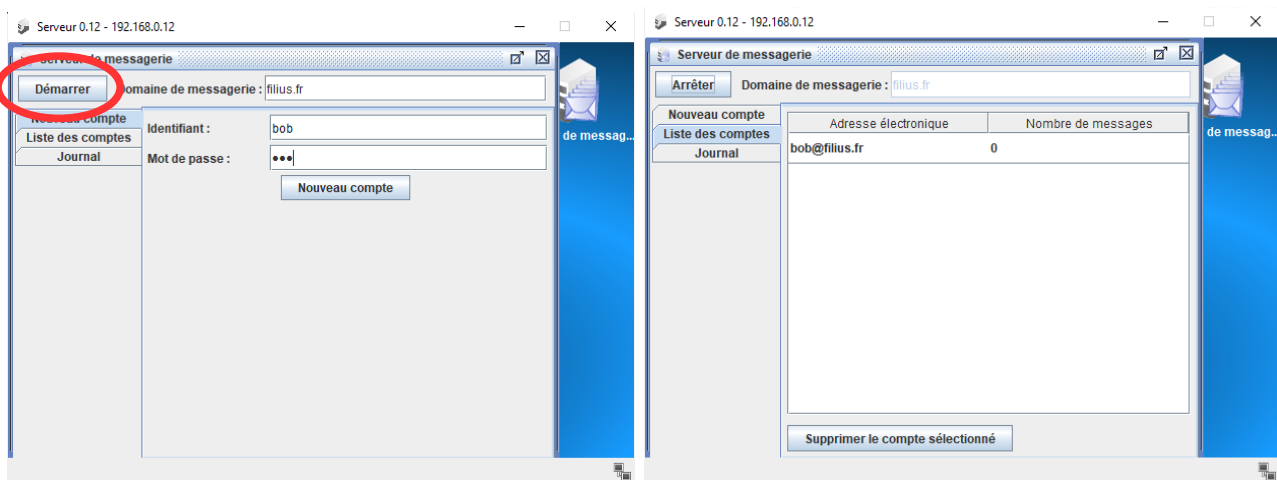 Serveur 0.12 - 192.168.0.12
Serveur de messagerie
Démarrer Domaine de messagerie : filius.fr
Nouveau compte
Liste des comptes
Journal
Identifiant : bob
Mot de passe : •••
Nouveau compte
de messag...
Serveur 0.12 - 192.168.0.12
Serveur de messagerie
Arrêter Domaine de messagerie : filius.fr
Nouveau compte
Liste des comptes
Journal
Adresse électronique Nombre de messages
bob@filius.fr 0
Supprimer le compte sélectionné
de messag..